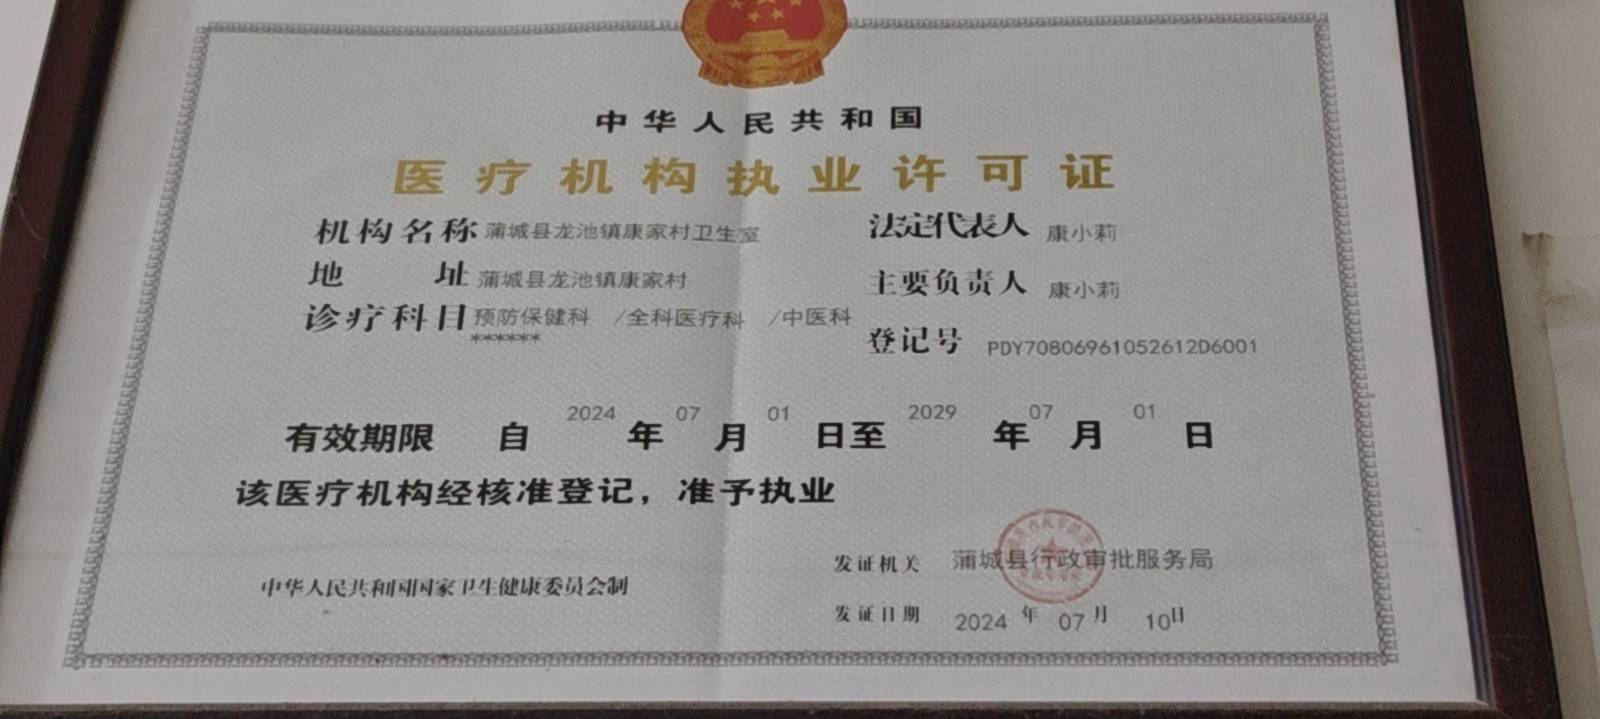 中华人民共和国
医疗机构执业许可证
机构名称 蒲城县龙池镇康家村卫生室
法定代表人 康小莉
地 址 蒲城县龙池镇康家村
主要负责人 康小莉
诊疗科目 预防保健科 /全科医疗科 /中医科
******
登记号 PDY70806961052612D6001
有效期限 自 2024 年 07 月 01 日至 2029 年 07 月 01 日
该医疗机构经核准登记，准予执业
发证机关 蒲城县行政审批服务局
中华人民共和国国家卫生健康委员会制
发证日期 2024 年 07 月 10日